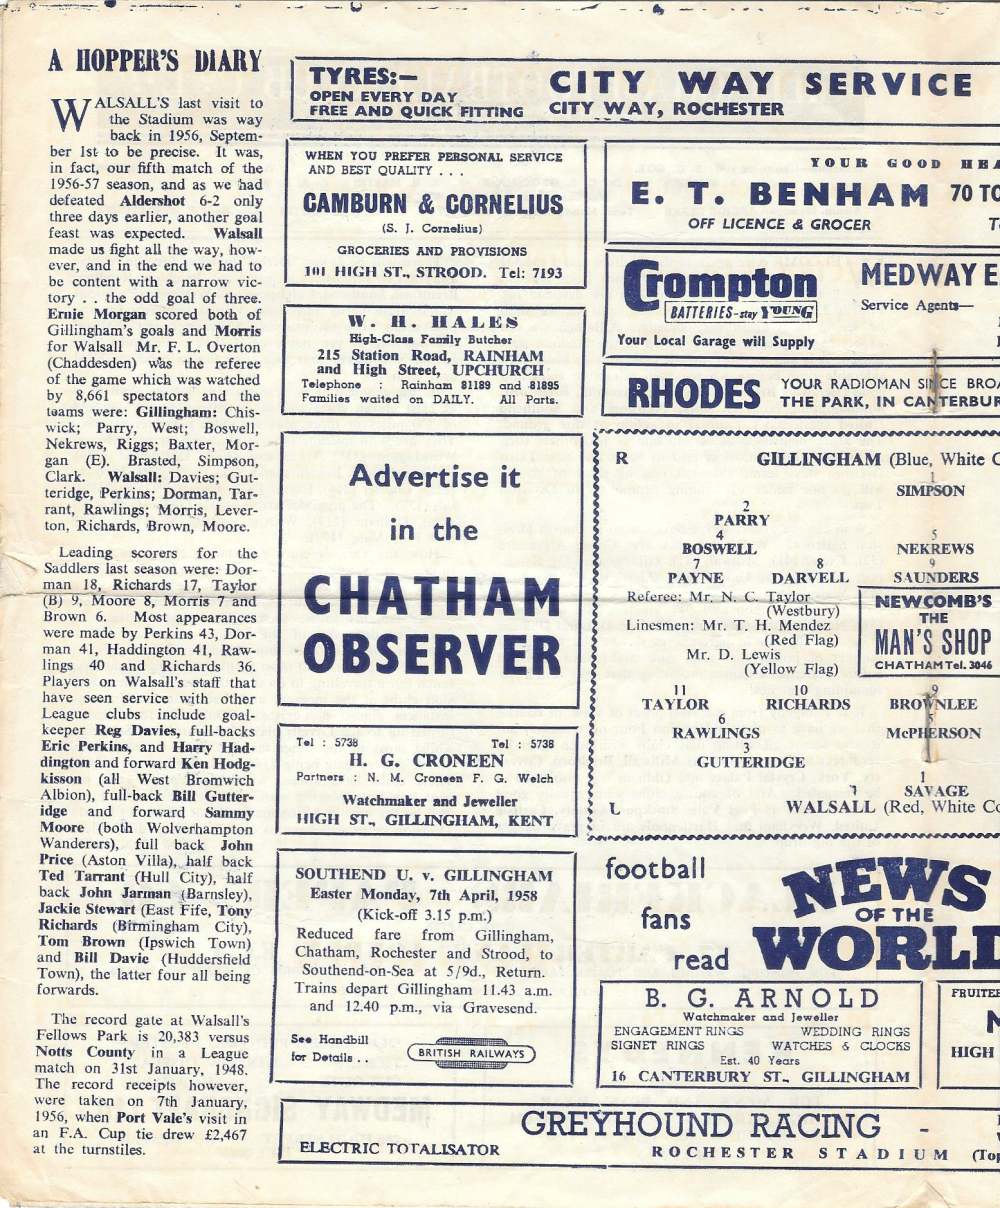 A HOPPER'S DIARY
WALSALL'S last visit to
the Stadium was way
back in 1956, Septem-
ber 1st to be precise. It was,
in fact, our fifth match of the
1956-57 season, and as we had
defeated Aldershot 6-2 only
three days earlier, another goal
feast was expected. Walsall
made us fight all the way, how-
ever, and in the end we had to
be content with a narrow vic-
tory . . the odd goal of three.
Ernie Morgan scored both of
Gillingham's goals and Morris
for Walsall Mr. F. L. Overton
(Chaddesden) was the referee
of the game which was watched
by 8,661 spectators and the
teams were: Gillingham: Chis-
wick; Parry, West; Boswell,
Nekrews, Riggs; Baxter, Mor-
gan (E). Brasted, Simpson,
Clark. Walsall: Davies; Gut-
teridge, Perkins; Dorman, Tar-
rant, Rawlings; Morris, Lever-
ton, Richards, Brown, Moore.
Leading scorers for the
Saddlers last season were: Dor-
man 18, Richards 17, Taylor
(B) 9, Moore 8, Morris 7 and
Brown 6. Most appearances
were made by Perkins 43, Dor-
man 41, Haddington 41, Raw-
lings 40 and Richards 36.
Players on Walsall's staff that
have seen service with other
League clubs include goal-
keeper Reg Davies, full-backs
Eric Perkins, and Harry Had-
dington and forward Ken Hodg-
kisson (all West Bromwich
Albion), full-back Bill Gutter-
idge and forward Sammy
Moore (both Wolverhampton
Wanderers), full back John
Price (Aston Villa), half back
Ted Tarrant (Hull City), half
back John Jarman (Barnsley),
Jackie Stewart (East Fife, Tony
Richards (Birmingham City),
Tom Brown (Ipswich Town)
and Bill Davie (Huddersfield
Town), the latter four all being
forwards.
The record gate at Walsall's
Fellows Park is 20,383 versus
Notts County in a League
match on 31st January, 1948.
The record receipts however,
were taken on 7th January,
1956, when Port Vale's visit in
an F.A. Cup tie drew £2,467
at the turnstiles.
TYRES:—
OPEN EVERY DAY
FREE AND QUICK FITTING
CITY WAY SERVICE
CITY WAY, ROCHESTER
WHEN YOU PREFER PERSONAL SERVICE
AND BEST QUALITY . . .
CAMBURN & CORNELIUS
(S. J. Cornelius)
GROCERIES AND PROVISIONS
101 HIGH ST., STROOD. Tel: 7193
YOUR GOOD HEA
E. T. BENHAM 70 TO
OFF LICENCE & GROCER
W. H. HALES
High-Class Family Butcher
215 Station Road, RAINHAM
and High Street, UPCHURCH
Telephone : Rainham 81189 and 81895
Families waited on DAILY. All Parts.
Crompton
BATTERIES-stay YOUNG
Your Local Garage will Supply
MEDWAY E
Service Agents—
RHODES
YOUR RADIOMAN SINCE BROA
THE PARK, IN CANTERBUR
Advertise it
in the
CHATHAM
OBSERVER
R GILLINGHAM (Blue, White C
1
SIMPSON
2
PARRY
4 5
BOSWELL NEKREWS
7 8 9
PAYNE DARVELL SAUNDERS
Referee: Mr. N. C. Taylor
(Westbury)
Linesmen: Mr. T. H. Mendez
(Red Flag)
Mr. D. Lewis
(Yellow Flag)
NEWCOMB'S
THE
MAN'S SHOP
CHATHAM Tel. 3046
11 10 9
TAYLOR RICHARDS BROWNLEE
6 5
RAWLINGS McPHERSON
3
GUTTERIDGE
1
SAVAGE
L WALSALL (Red, White Co
Tel : 5738 Tel : 5738
H. G. CRONEEN
Partners : N. M. Croneen F. G. Welch
Watchmaker and Jeweller
HIGH ST., GILLINGHAM, KENT
SOUTHEND U. v. GILLINGHAM
Easter Monday, 7th April, 1958
(Kick-off 3.15 p.m.)
Reduced fare from Gillingham,
Chatham, Rochester and Strood, to
Southend-on-Sea at 5/9d., Return.
Trains depart Gillingham 11.43 a.m.
and 12.40 p.m., via Gravesend.
See Handbill
for Details . .
BRITISH RAILWAYS
football
fans
read
NEWS
OF THE
WORLD
B. G. ARNOLD
Watchmaker and Jeweller
ENGAGEMENT RINGS WEDDING RINGS
SIGNET RINGS WATCHES & CLOCKS
Est. 40 Years
16 CANTERBURY ST., GILLINGHAM
FRUITER
HIGH
GREYHOUND RACING -
ELECTRIC TOTALISATOR
ROCHESTER STADIUM (Top